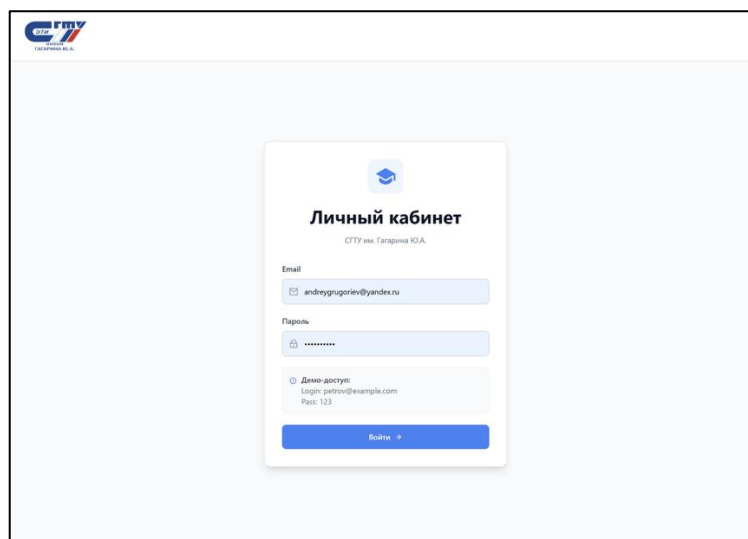 ЭТИ СГТУ
ИМЕНИ
ГАГАРИНА Ю.А.
Личный кабинет
СГТУ им. Гагарина Ю.А.
Email
andreygrugoriev@yandex.ru
Пароль
••••••••••
Демо-доступ:
Login: petrov@example.com
Pass: 123
Войти →